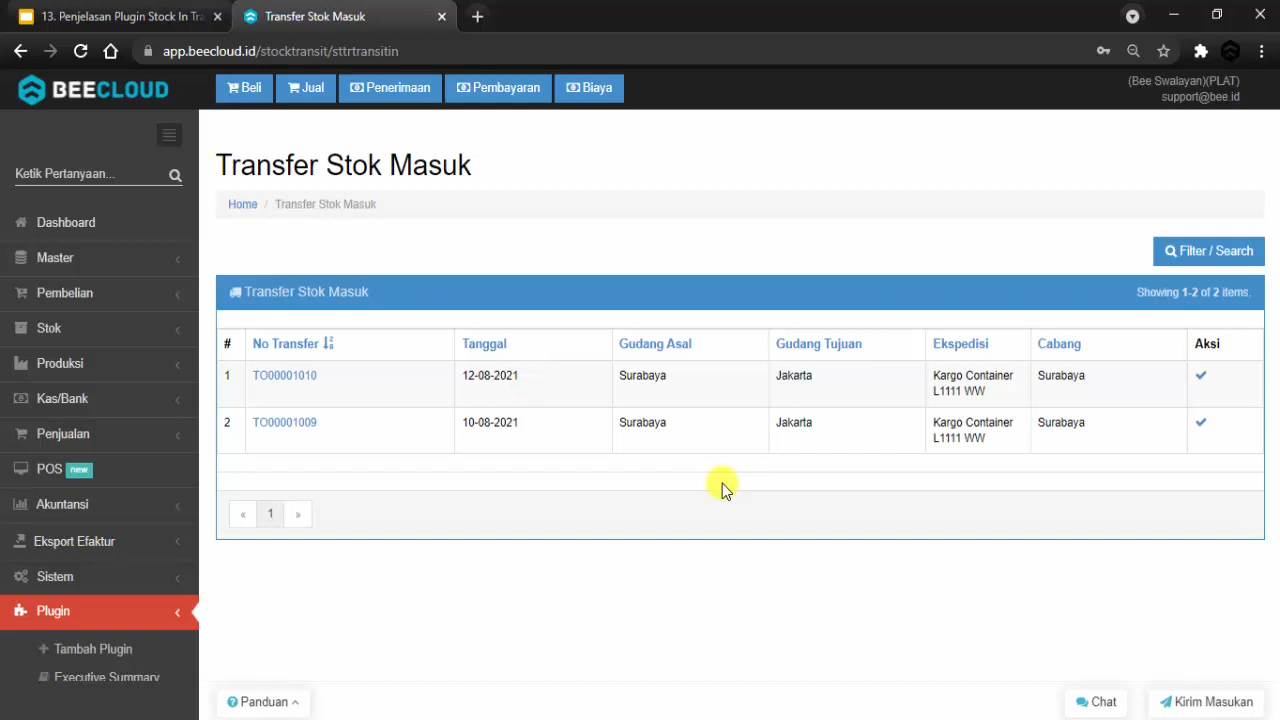 13. Penjelasan Plugin Stock In Tra
Transfer Stok Masuk
app.beecloud.id/stocktransit/sttrtransitin
BEECLOUD
Beli
Jual
Penerimaan
Pembayaran
Biaya
(Bee Swalayan)(PLAT)
support@bee.id
Ketik Pertanyaan...
Dashboard
Master
Pembelian
Stok
Produksi
Kas/Bank
Penjualan
POS new
Akuntansi
Eksport Efaktur
Sistem
Plugin
Tambah Plugin
Executive Summary
Transfer Stok Masuk
Home / Transfer Stok Masuk
Filter / Search
Transfer Stok Masuk
Showing 1-2 of 2 items.
# No Transfer Tanggal Gudang Asal Gudang Tujuan Ekspedisi Cabang Aksi
1 TO00001010 12-08-2021 Surabaya Jakarta Kargo Container Surabaya
L1111 WW
2 TO00001009 10-08-2021 Surabaya Jakarta Kargo Container Surabaya
L1111 WW
« 1 »
Panduan
Chat
Kirim Masukan